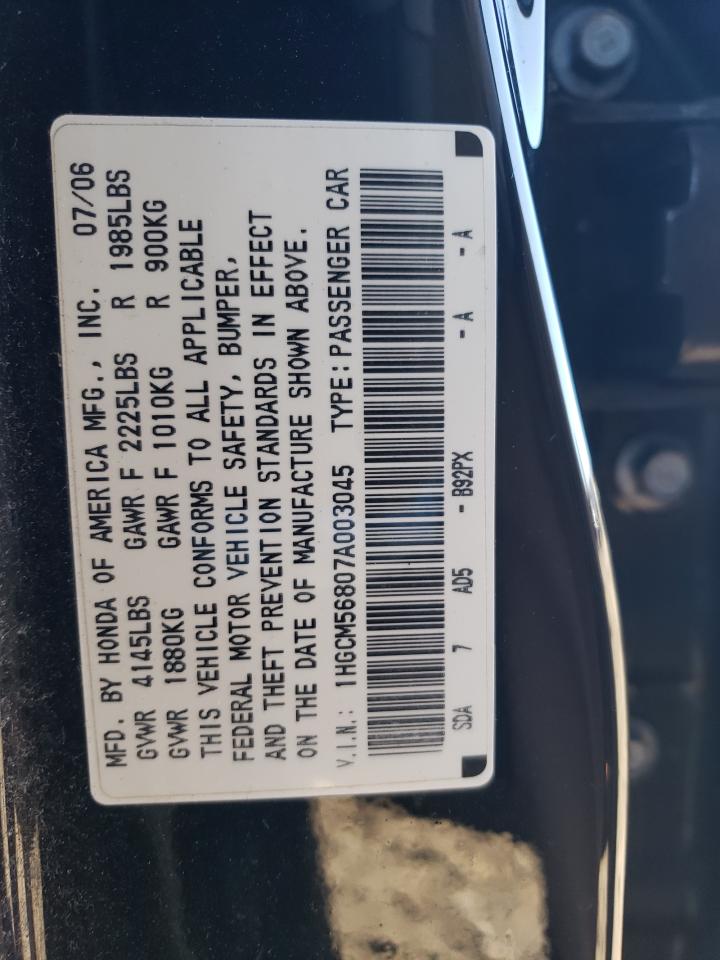 MFD. BY HONDA OF AMERICA MFG., INC. 07/06
GVWR 4145LBS GAWR F 2225LBS R 1985LBS
GVWR 1880KG GAWR F 1010KG R 900KG
THIS VEHICLE CONFORMS TO ALL APPLICABLE
FEDERAL MOTOR VEHICLE SAFETY, BUMPER,
AND THEFT PREVENTION STANDARDS IN EFFECT
ON THE DATE OF MANUFACTURE SHOWN ABOVE.
V.I.N.: 1HGCM56807A003045 TYPE: PASSENGER CAR
SDA 7 AD5 - B92PX - A - A